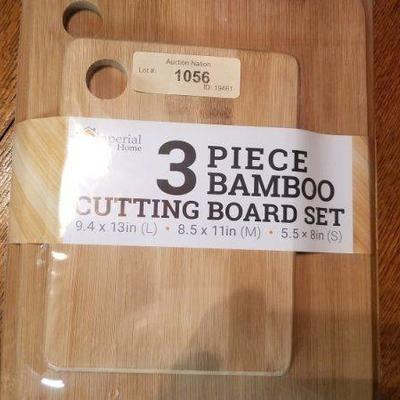 Auction Nation
Lot #: 1056
ID: 19461
Imperial
Home
3 PIECE
BAMBOO
CUTTING BOARD SET
9.4 x 13in (L) • 8.5 x 11in (M) • 5.5 x 8in (S)